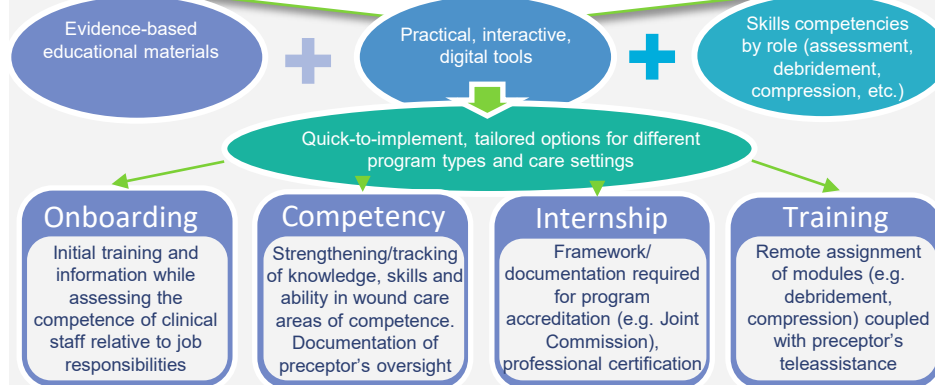 Evidence-based
educational materials
Practical, interactive,
digital tools
Skills competencies
by role (assessment,
debridement,
compression, etc.)
Quick-to-implement, tailored options for different
program types and care settings
Onboarding
Initial training and
information while
assessing the
competence of clinical
staff relative to job
responsibilities
Competency
Strengthening/tracking
of knowledge, skills and
ability in wound care
areas of competence.
Documentation of
preceptor's oversight
Internship
Framework/
documentation required
for program
accreditation (e.g. Joint
Commission),
professional certification
Training
Remote assignment
of modules (e.g.
debridement,
compression) coupled
with preceptor's
teleassistance